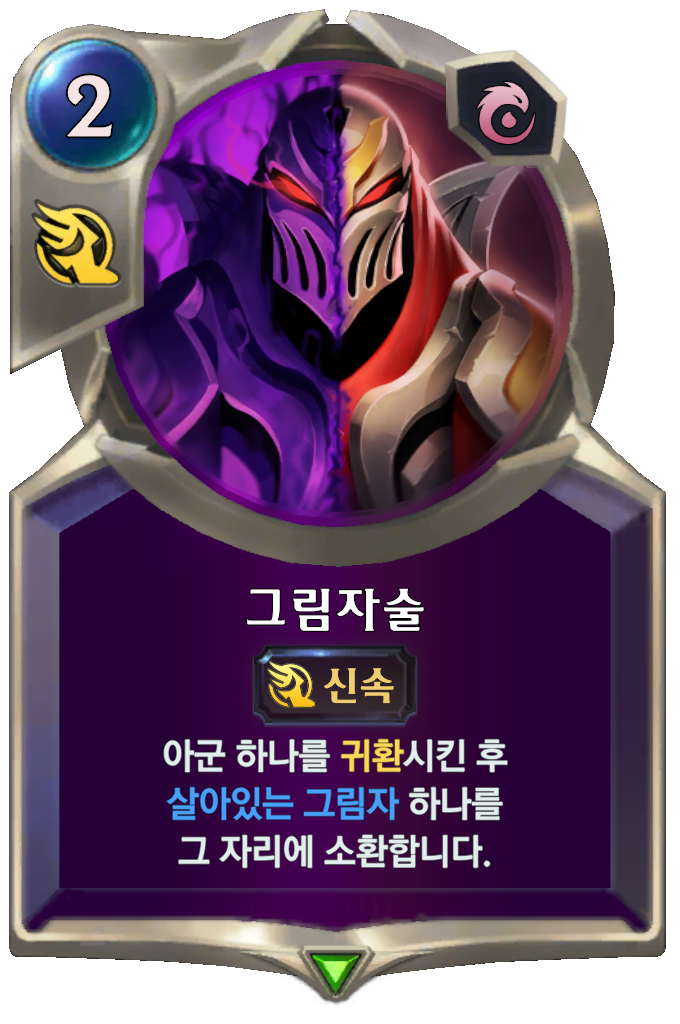 2
그림자술
신속
아군 하나를 귀환시킨 후
살아있는 그림자 하나를
그 자리에 소환합니다.